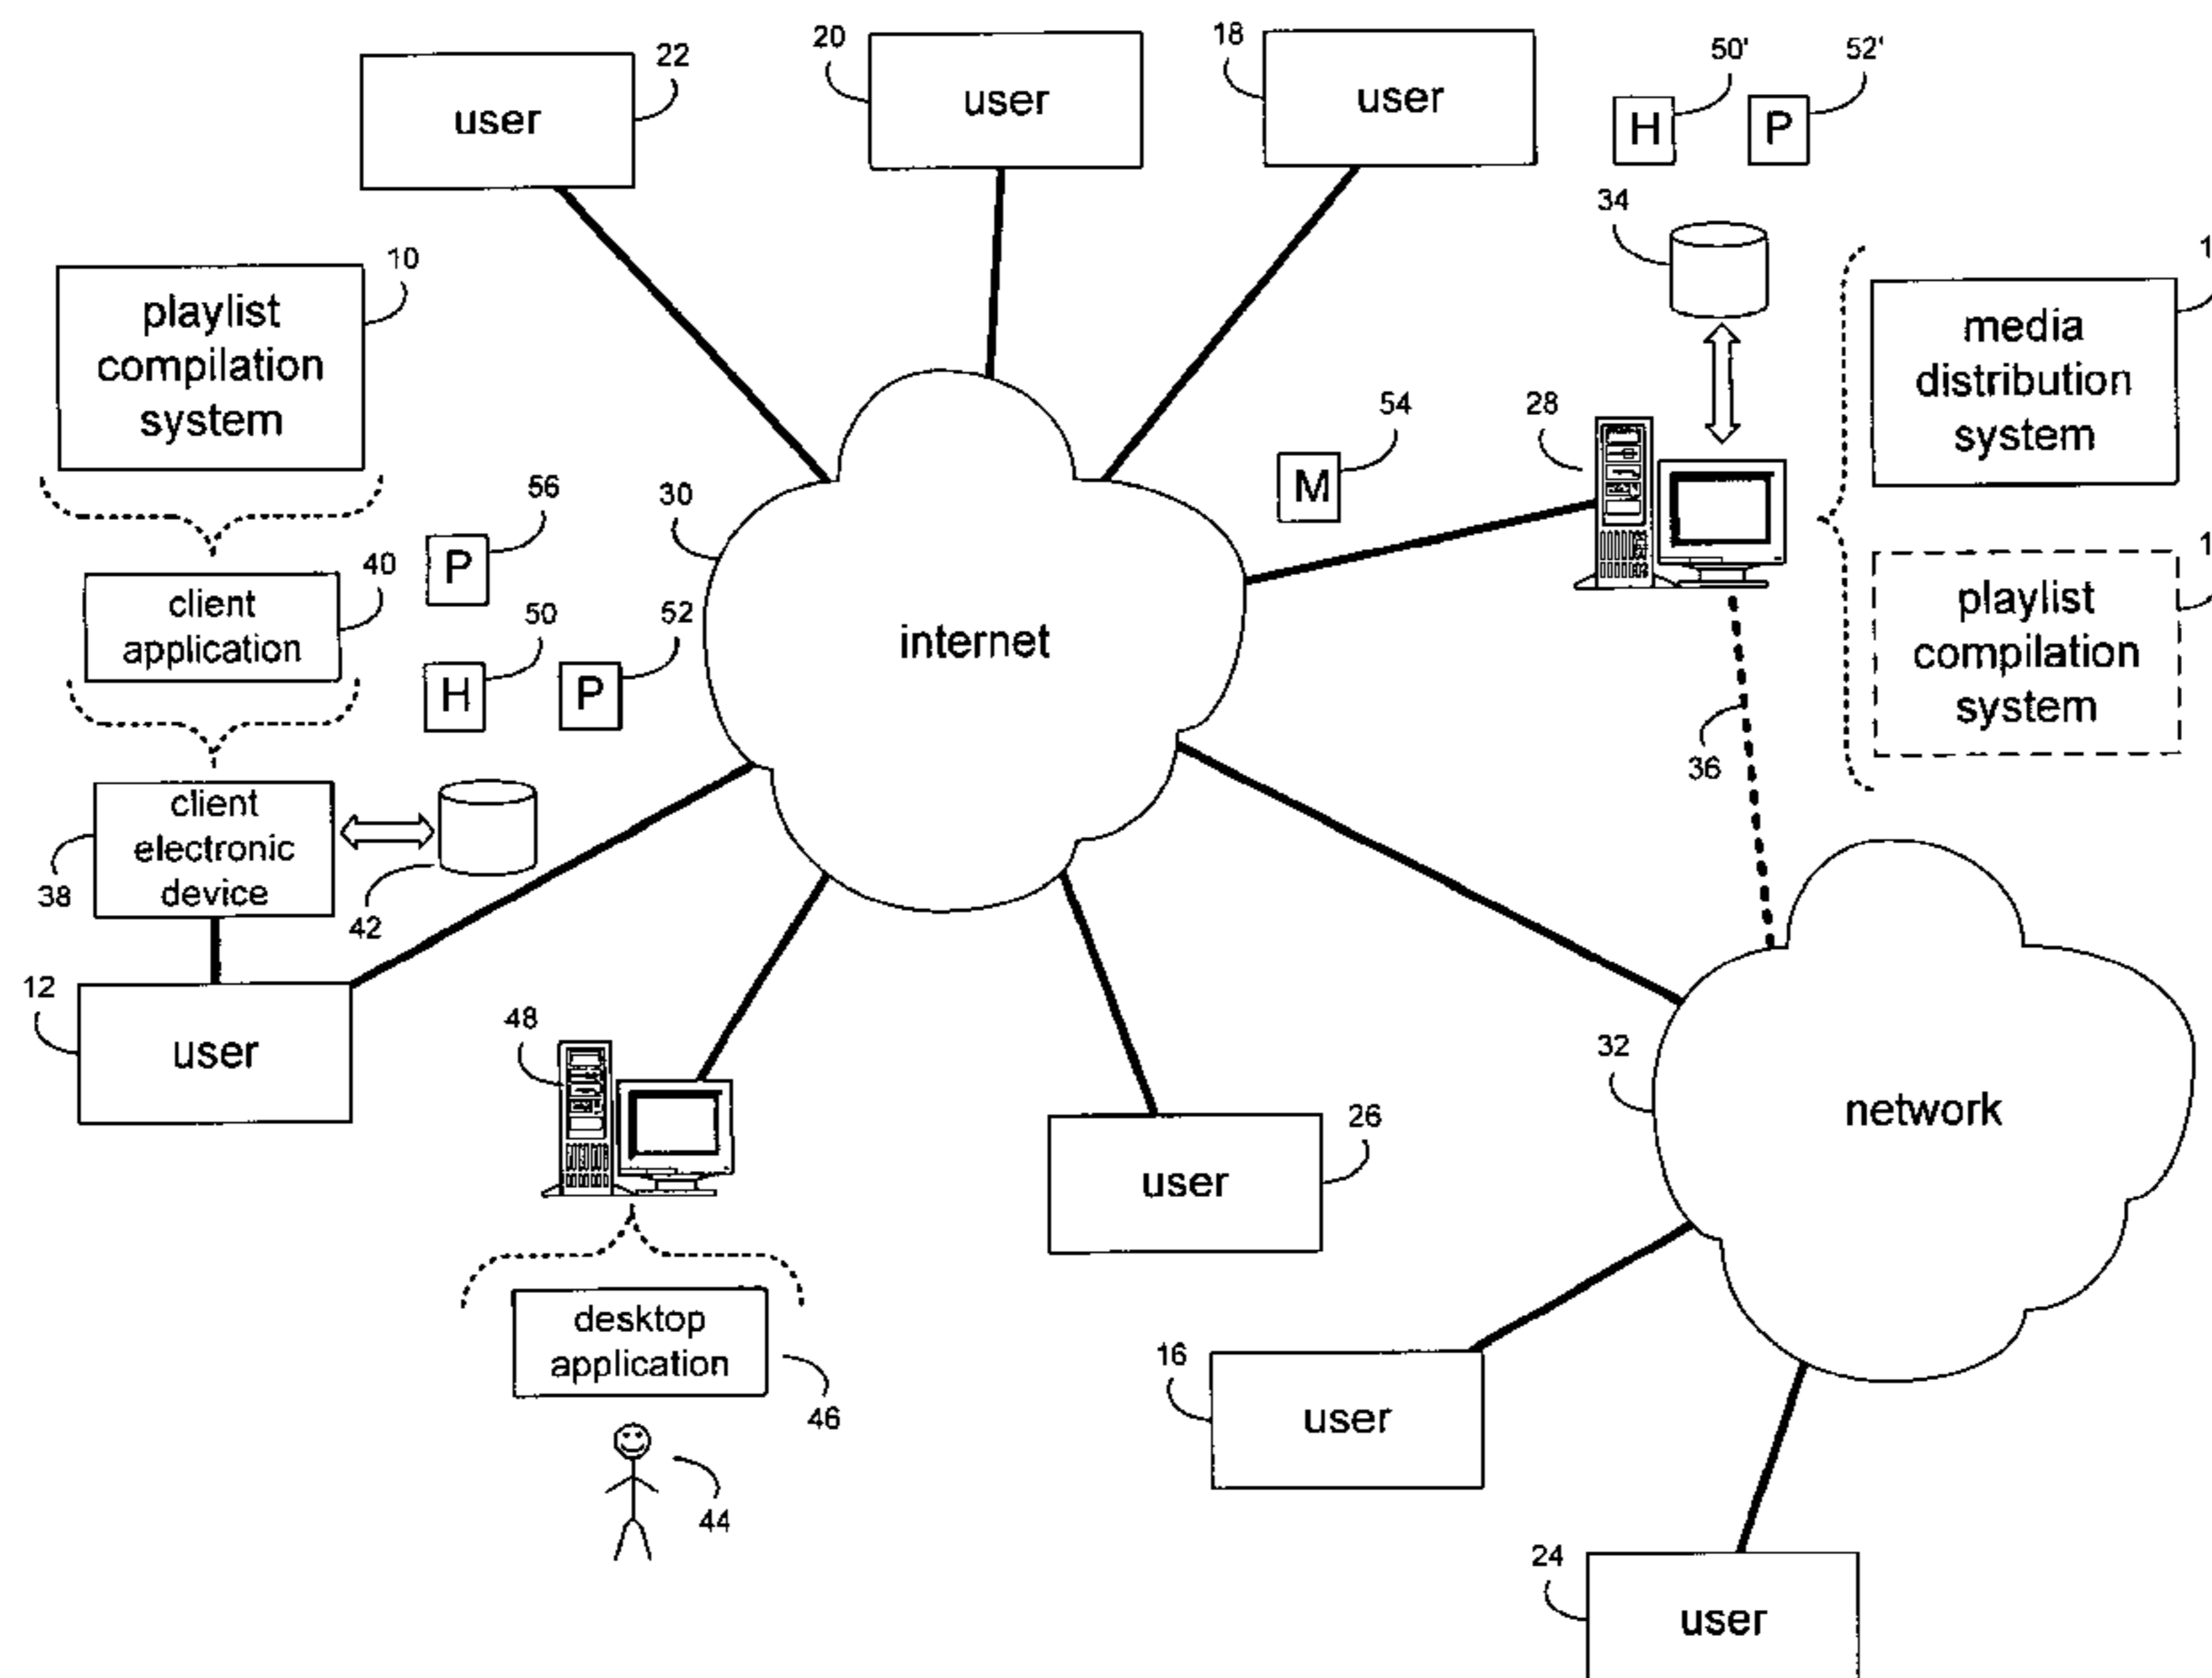 22
user
20
user
18
user
50'
H
52'
P
34
10
playlist
compilation
system
media
distribution
system
28
54
M
56
P
30
40
client
application
50
H
52
P
internet
playlist
compilation
system
36
client
electronic
device
38
42
12
user
48
32
network
26
user
desktop
application
46
16
user
44
24
user